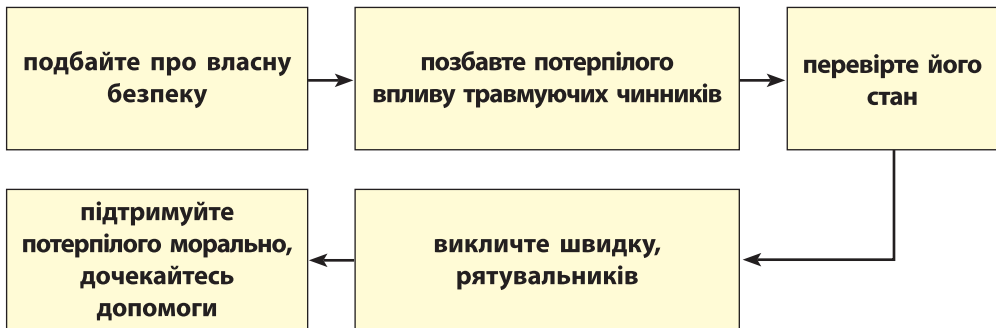 подбайте про власну
безпеку
позбавте потерпілого
впливу травмуючих чинників
перевірте його
стан
викличте швидку,
рятувальників
підтримуйте
потерпілого морально,
дочекайтесь
допомоги